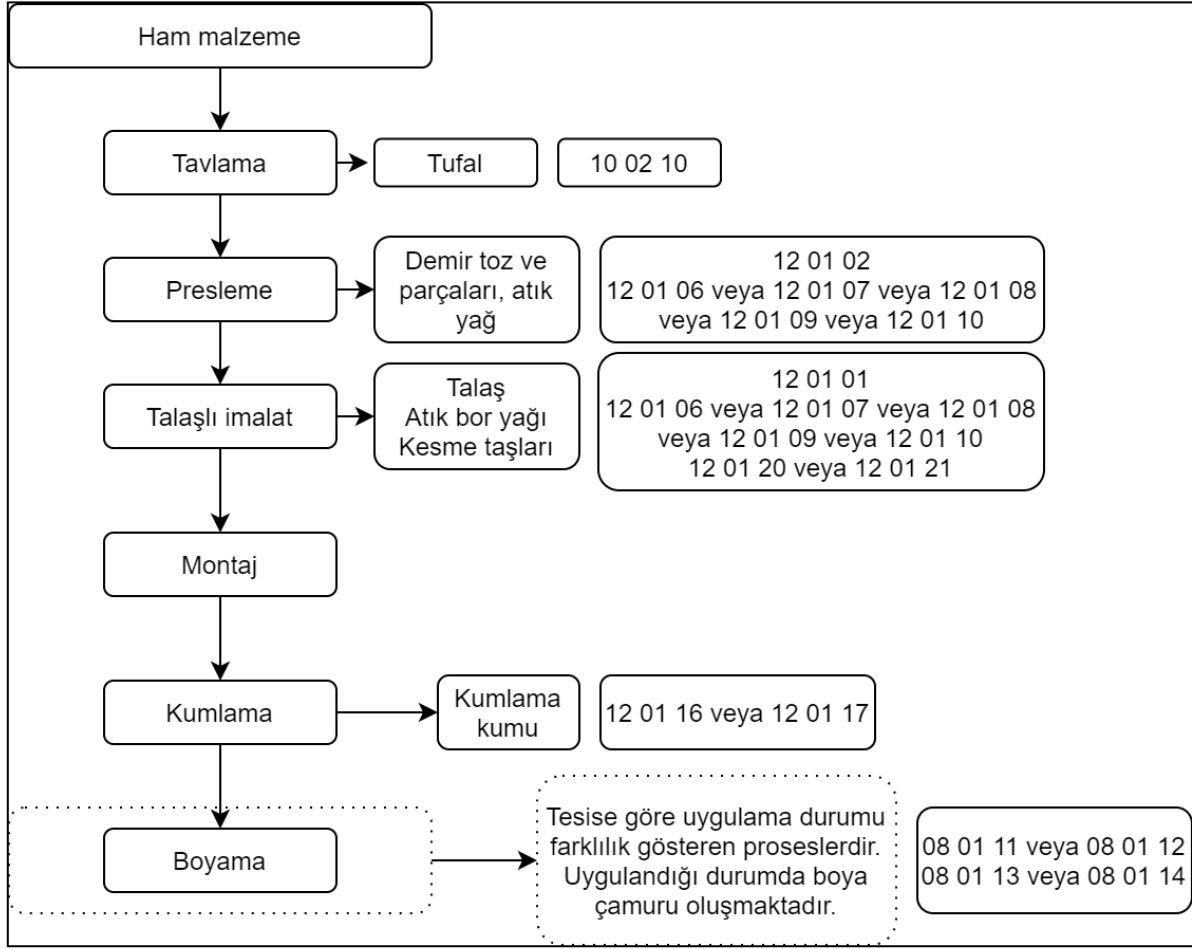 Ham malzeme
Tavlama
Tufal
10 02 10
Presleme
Demir toz ve
parçaları, atık
yağ
12 01 02
12 01 06 veya 12 01 07 veya 12 01 08
veya 12 01 09 veya 12 01 10
Talaşlı imalat
Talaş
Atık bor yağı
Kesme taşları
12 01 01
12 01 06 veya 12 01 07 veya 12 01 08
veya 12 01 09 veya 12 01 10
12 01 20 veya 12 01 21
Montaj
Kumlama
Kumlama
kumu
12 01 16 veya 12 01 17
Boyama
Tesise göre uygulama durumu
farklılık gösteren proseslerdir.
Uygulandığı durumda boya
çamuru oluşmaktadır.
08 01 11 veya 08 01 12
08 01 13 veya 08 01 14